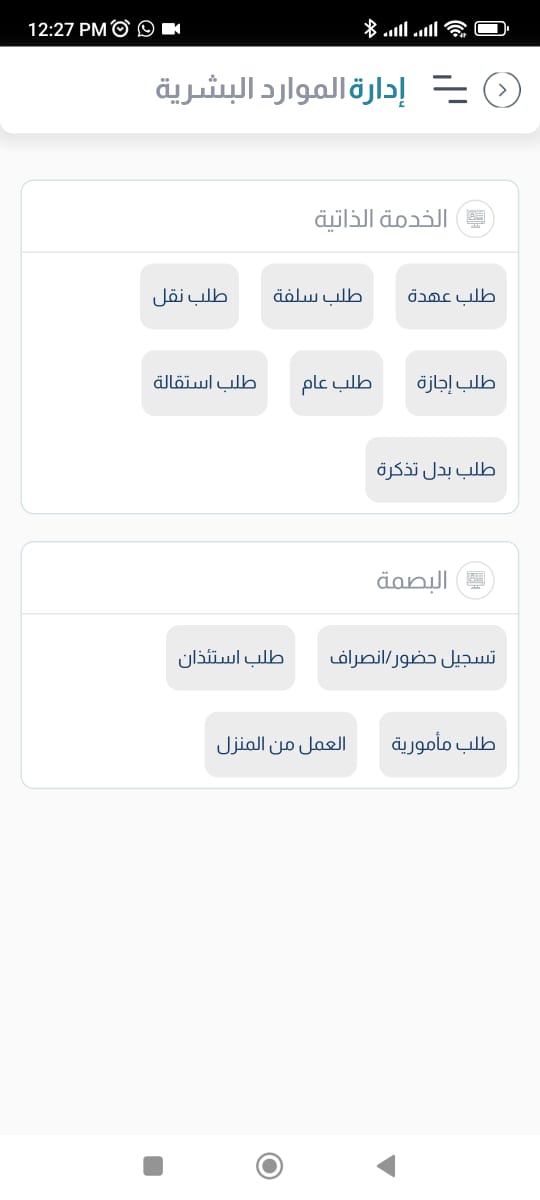 12:27 PM
إدارة الموارد البشرية
الخدمة الذاتية
طلب عهدة
طلب سلفة
طلب نقل
طلب إجازة
طلب عام
طلب استقالة
طلب بدل تذكرة
البصمة
تسجيل حضور/انصراف
طلب استئذان
طلب مأمورية
العمل من المنزل